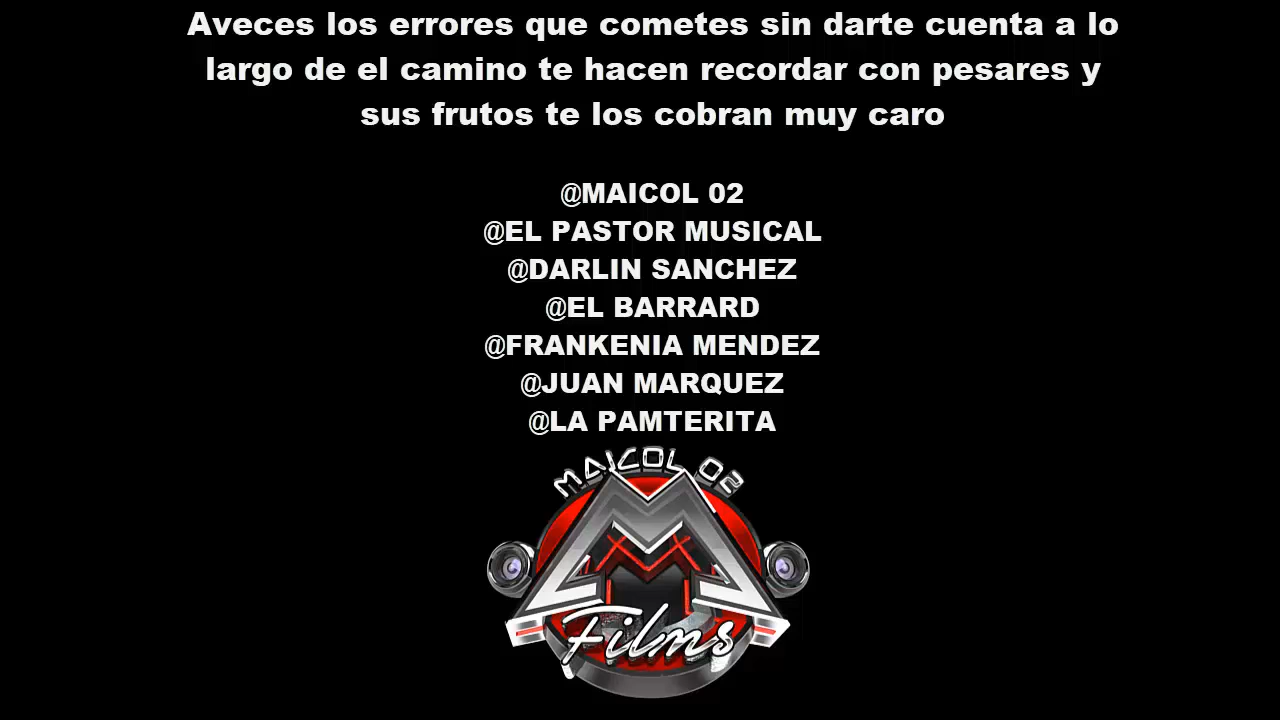 Aveces los errores que cometes sin darte cuenta a lo
largo de el camino te hacen recordar con pesares y
sus frutos te los cobran muy caro
@MAICOL 02
@EL PASTOR MUSICAL
@DARLIN SANCHEZ
@EL BARRARD
@FRANKENIA MENDEZ
@JUAN MARQUEZ
@LA PAMTERITA
MAICOL 02
Films